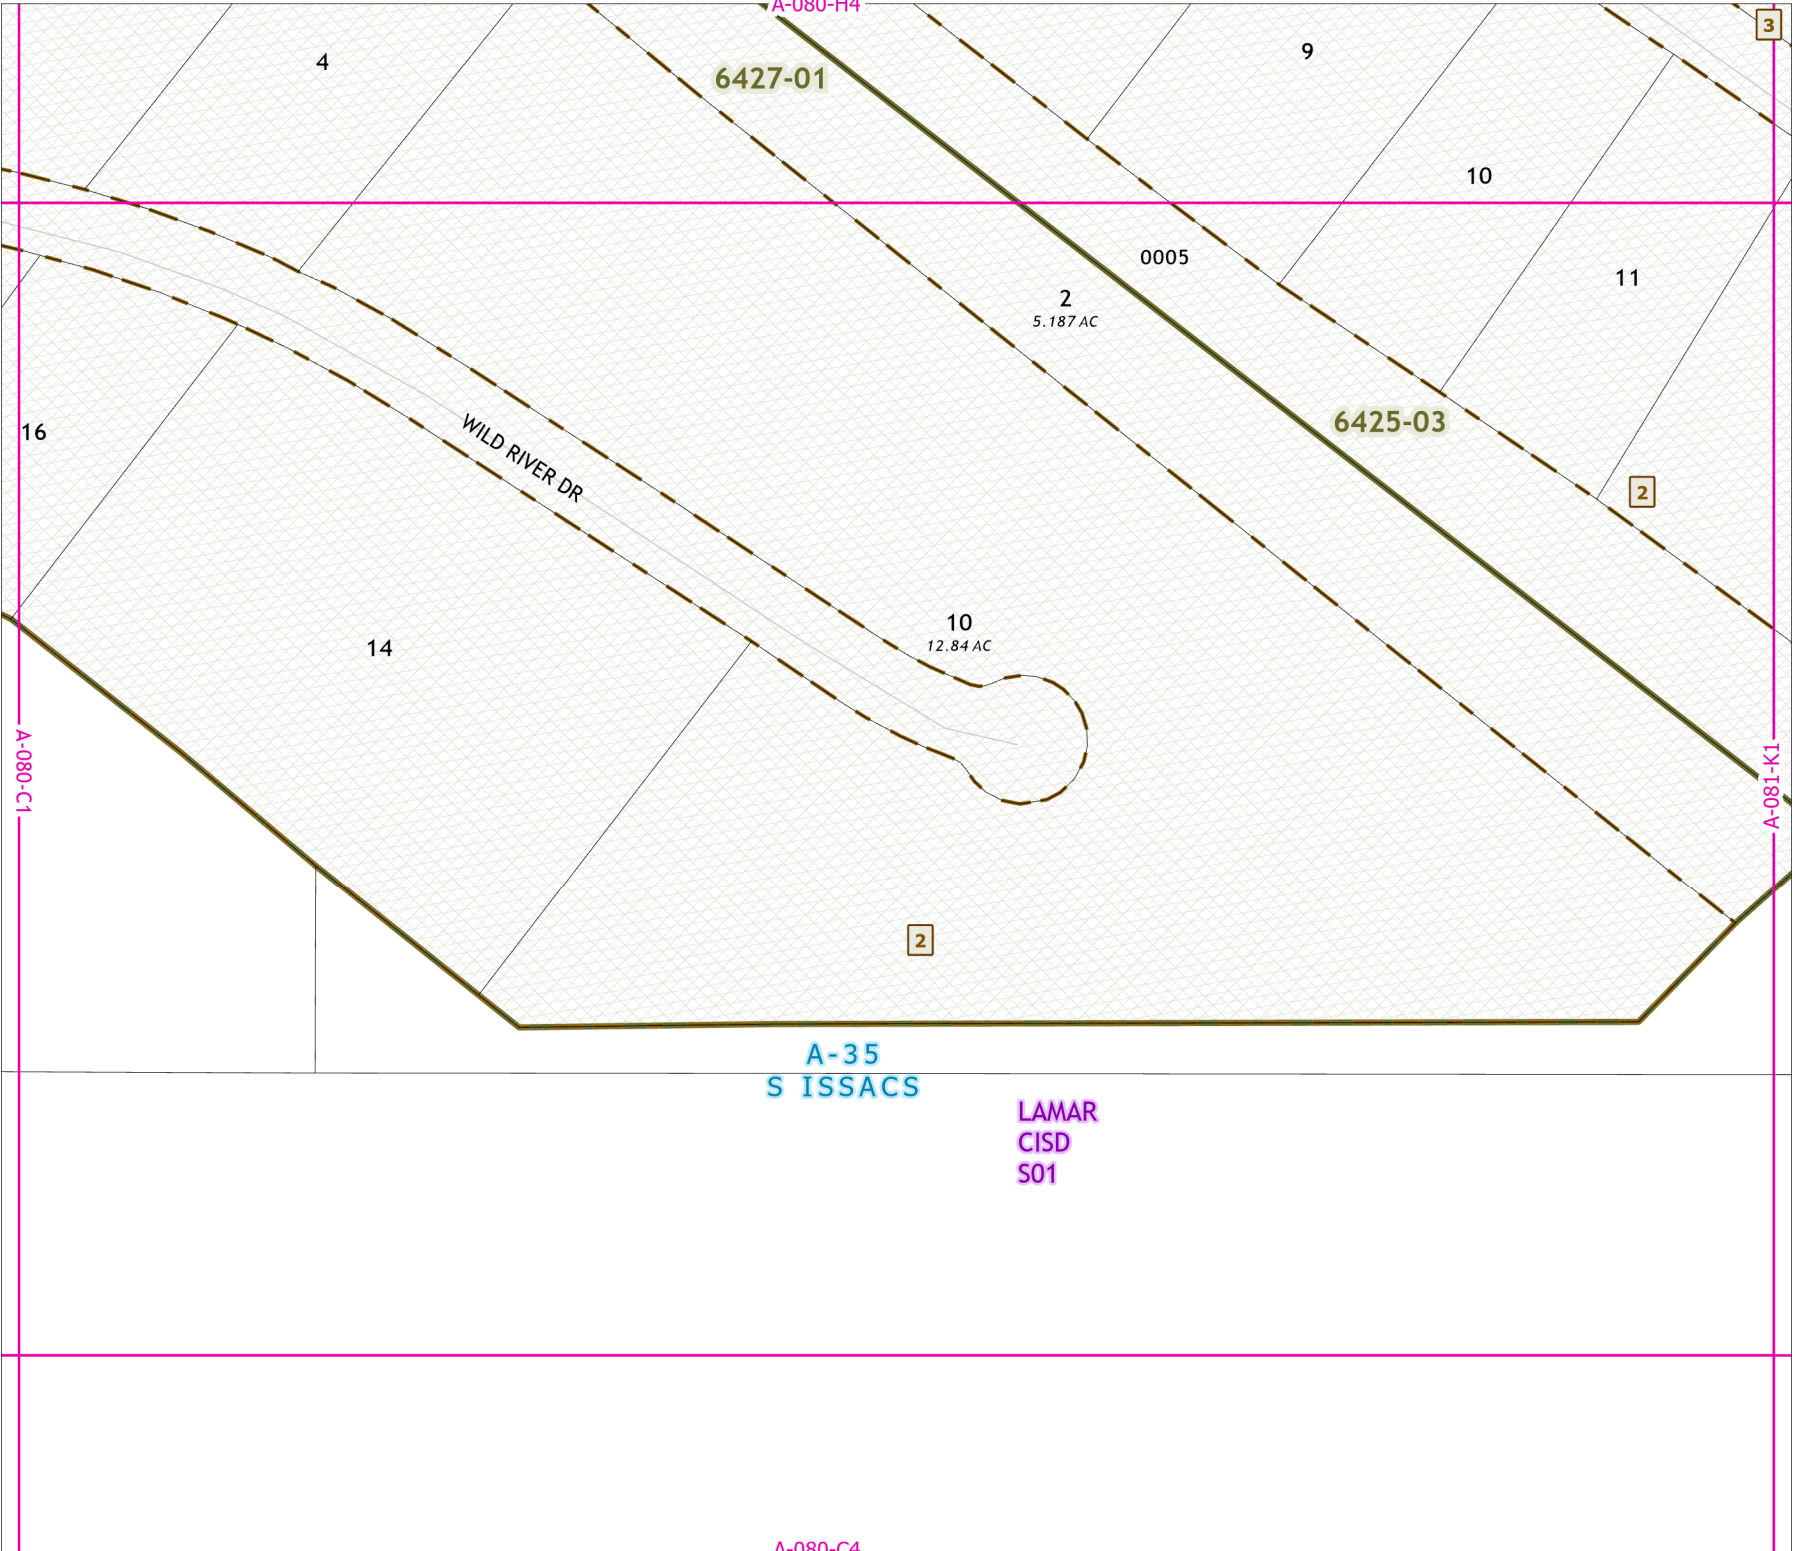 A-080-H4
3
4
9
6427-01
10
0005
11
2
5.187 AC
6425-03
16
WILD RIVER DR
2
10
12.84 AC
14
A-080-C1
A-081-K1
2
A-35
S ISSACS
LAMAR
CISD
S01
A-080-C4